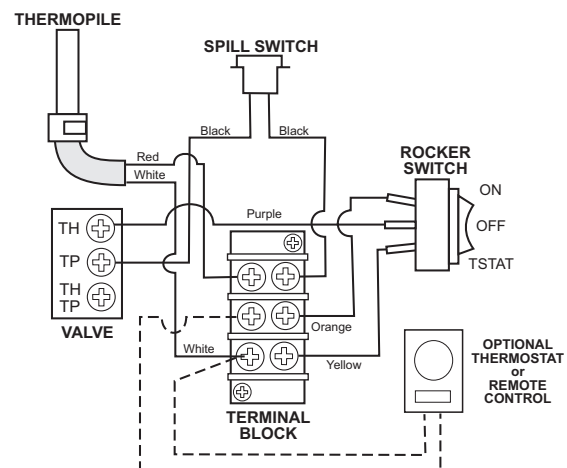 THERMOPILE
SPILL SWITCH
Black
Black
Red
White
ROCKER
SWITCH
ON
OFF
TSTAT
Purple
TH
TP
TH
TP
VALVE
Orange
White
Yellow
TERMINAL
BLOCK
OPTIONAL
THERMOSTAT
or
REMOTE
CONTROL